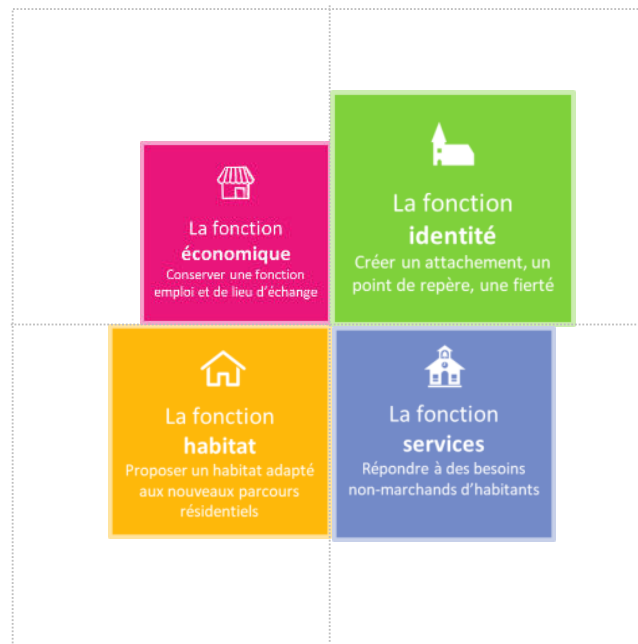 La fonction
économique
Conserver une fonction
emploi et de lieu d'échange
La fonction
identité
Créer un attachement, un
point de repère, une fierté
La fonction
habitat
Proposer un habitat adapté
aux nouveaux parcours
résidentiels
La fonction
services
Répondre à des besoins
non-marchands d'habitants